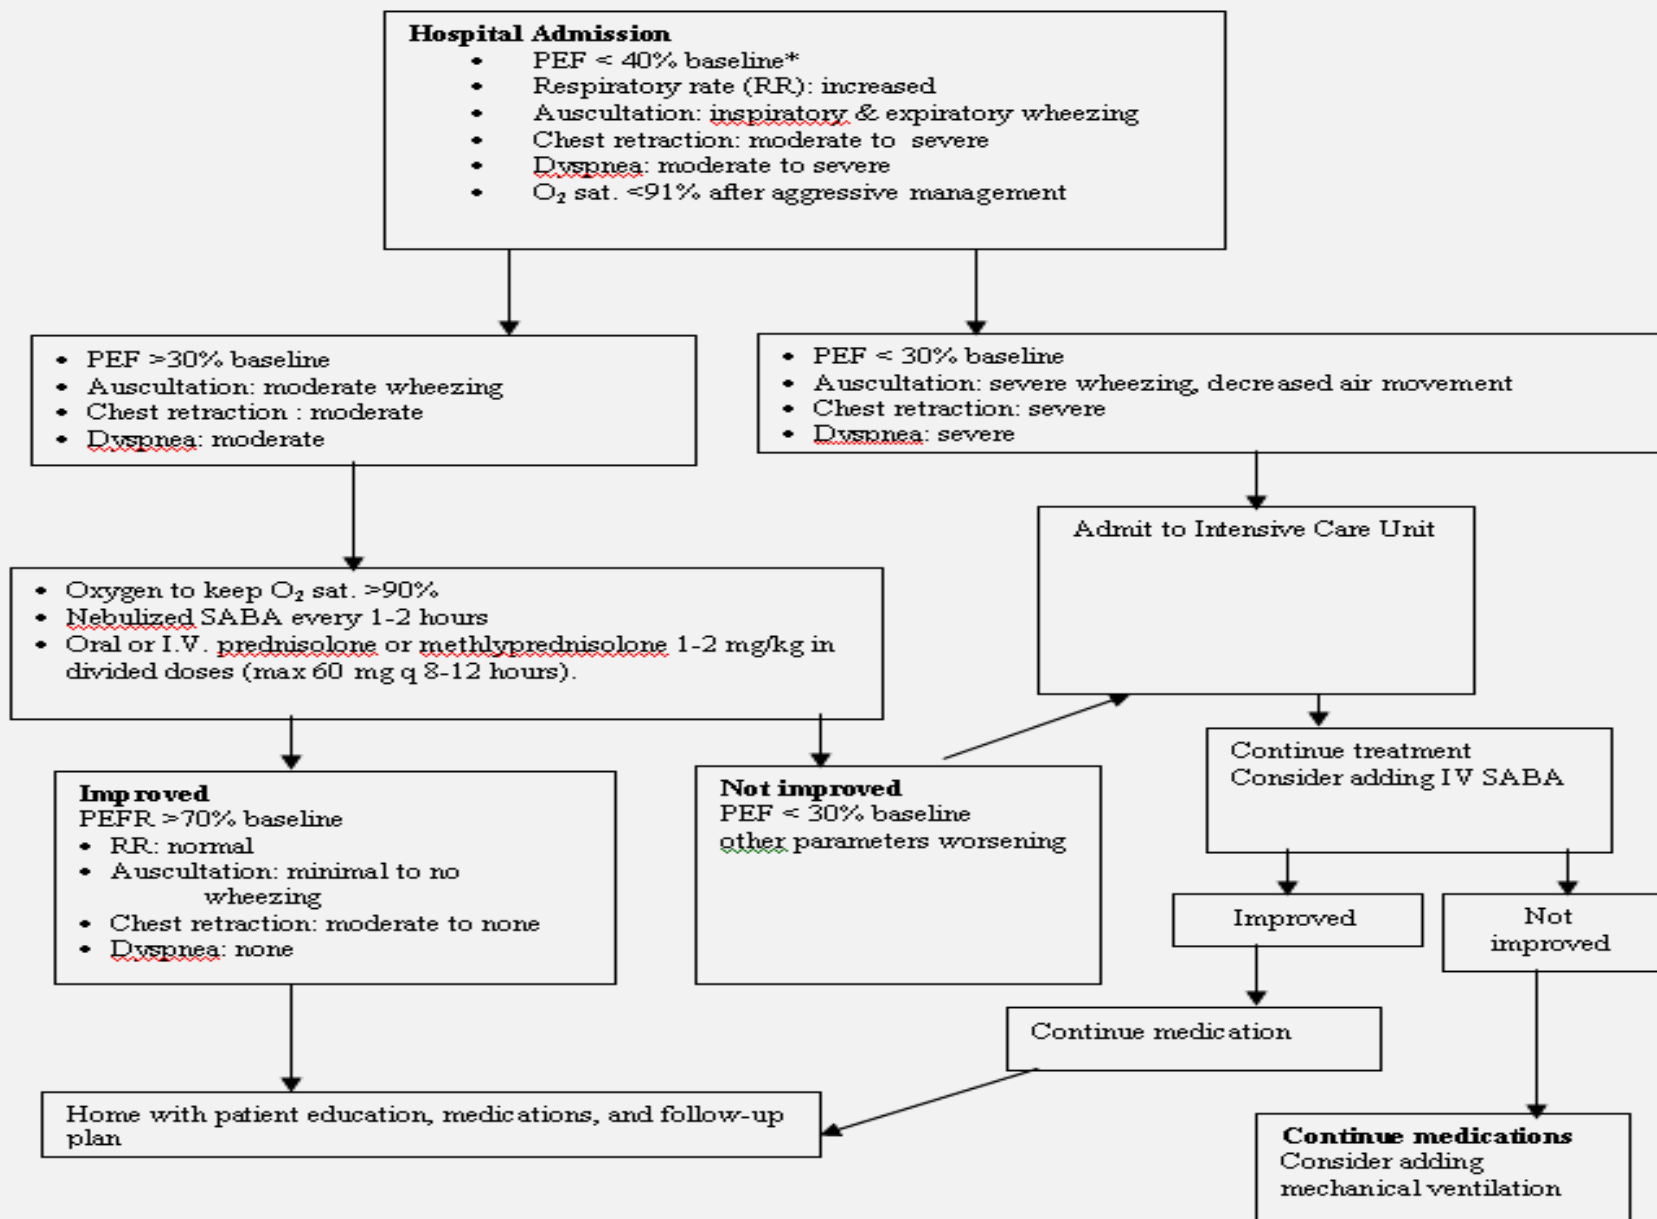 Hospital Admission
• PEF < 40% baseline*
• Respiratory rate (RR): increased
• Auscultation: inspiratory & expiratory wheezing
• Chest retraction: moderate to severe
• Dyspnea: moderate to severe
• O₂ sat. <91% after aggressive management
• PEF >30% baseline
• Auscultation: moderate wheezing
• Chest retraction : moderate
• Dyspnea: moderate
• PEF < 30% baseline
• Auscultation: severe wheezing, decreased air movement
• Chest retraction: severe
• Dyspnea: severe
Admit to Intensive Care Unit
• Oxygen to keep O₂ sat. >90%
• Nebulized SABA every 1-2 hours
• Oral or I.V. prednisolone or methlyprednisolone 1-2 mg/kg in
divided doses (max 60 mg q 8-12 hours).
Improved
PEFR >70% baseline
• RR: normal
• Auscultation: minimal to no
wheezing
• Chest retraction: moderate to none
• Dyspnea: none
Not improved
PEF < 30% baseline
other parameters worsening
Continue treatment
Consider adding IV SABA
Improved
Not
improved
Continue medication
Home with patient education, medications, and follow-up
plan
Continue medications
Consider adding
mechanical ventilation